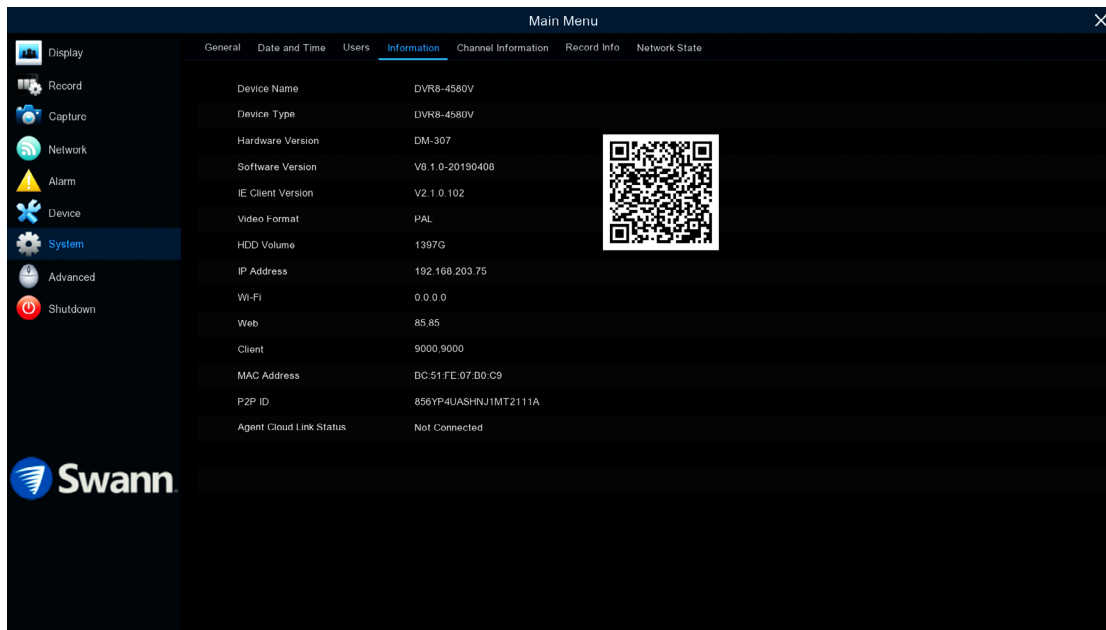 Main Menu
Display
Record
Capture
Network
Alarm
Device
System
Advanced
Shutdown
Swann
General Date and Time Users Information Channel Information Record Info Network State
Device Name DVR8-4580V
Device Type DVR8-4580V
Hardware Version DM-307
Software Version V8.1.0-20190408
IE Client Version V2.1.0.102
Video Format PAL
HDD Volume 1397G
IP Address 192.168.203.75
Wi-Fi 0.0.0.0
Web 85,85
Client 9000,9000
MAC Address BC:51:FE:07:B0:C9
P2P ID 856YP4UASHNJ1MT2111A
Agent Cloud Link Status Not Connected